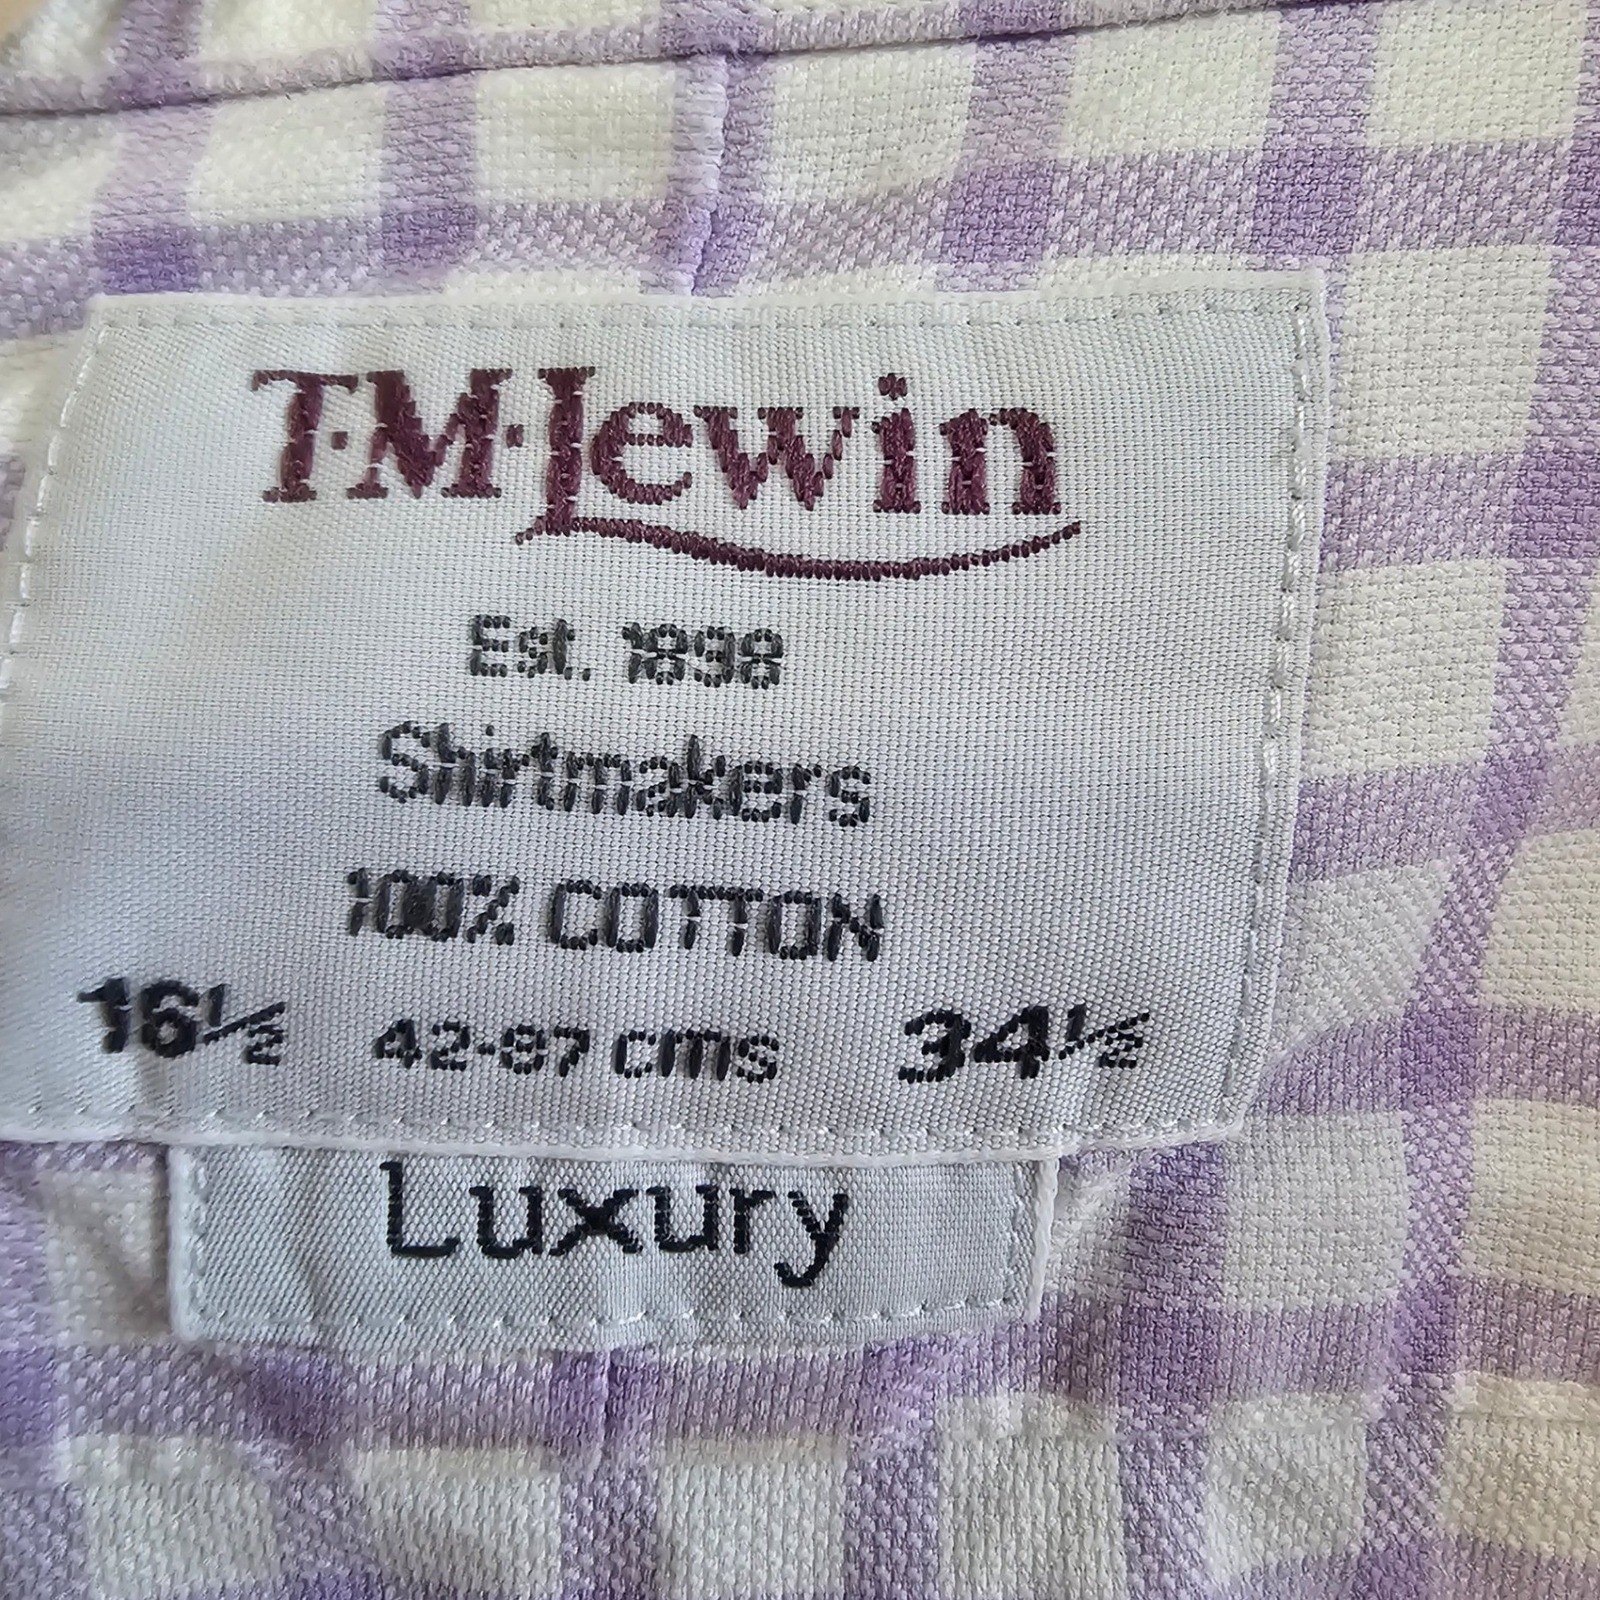 T·M·Lewin
Est. 1898
Shirtmakers
100% COTTON
16½ 42-87 cms 34½
Luxury